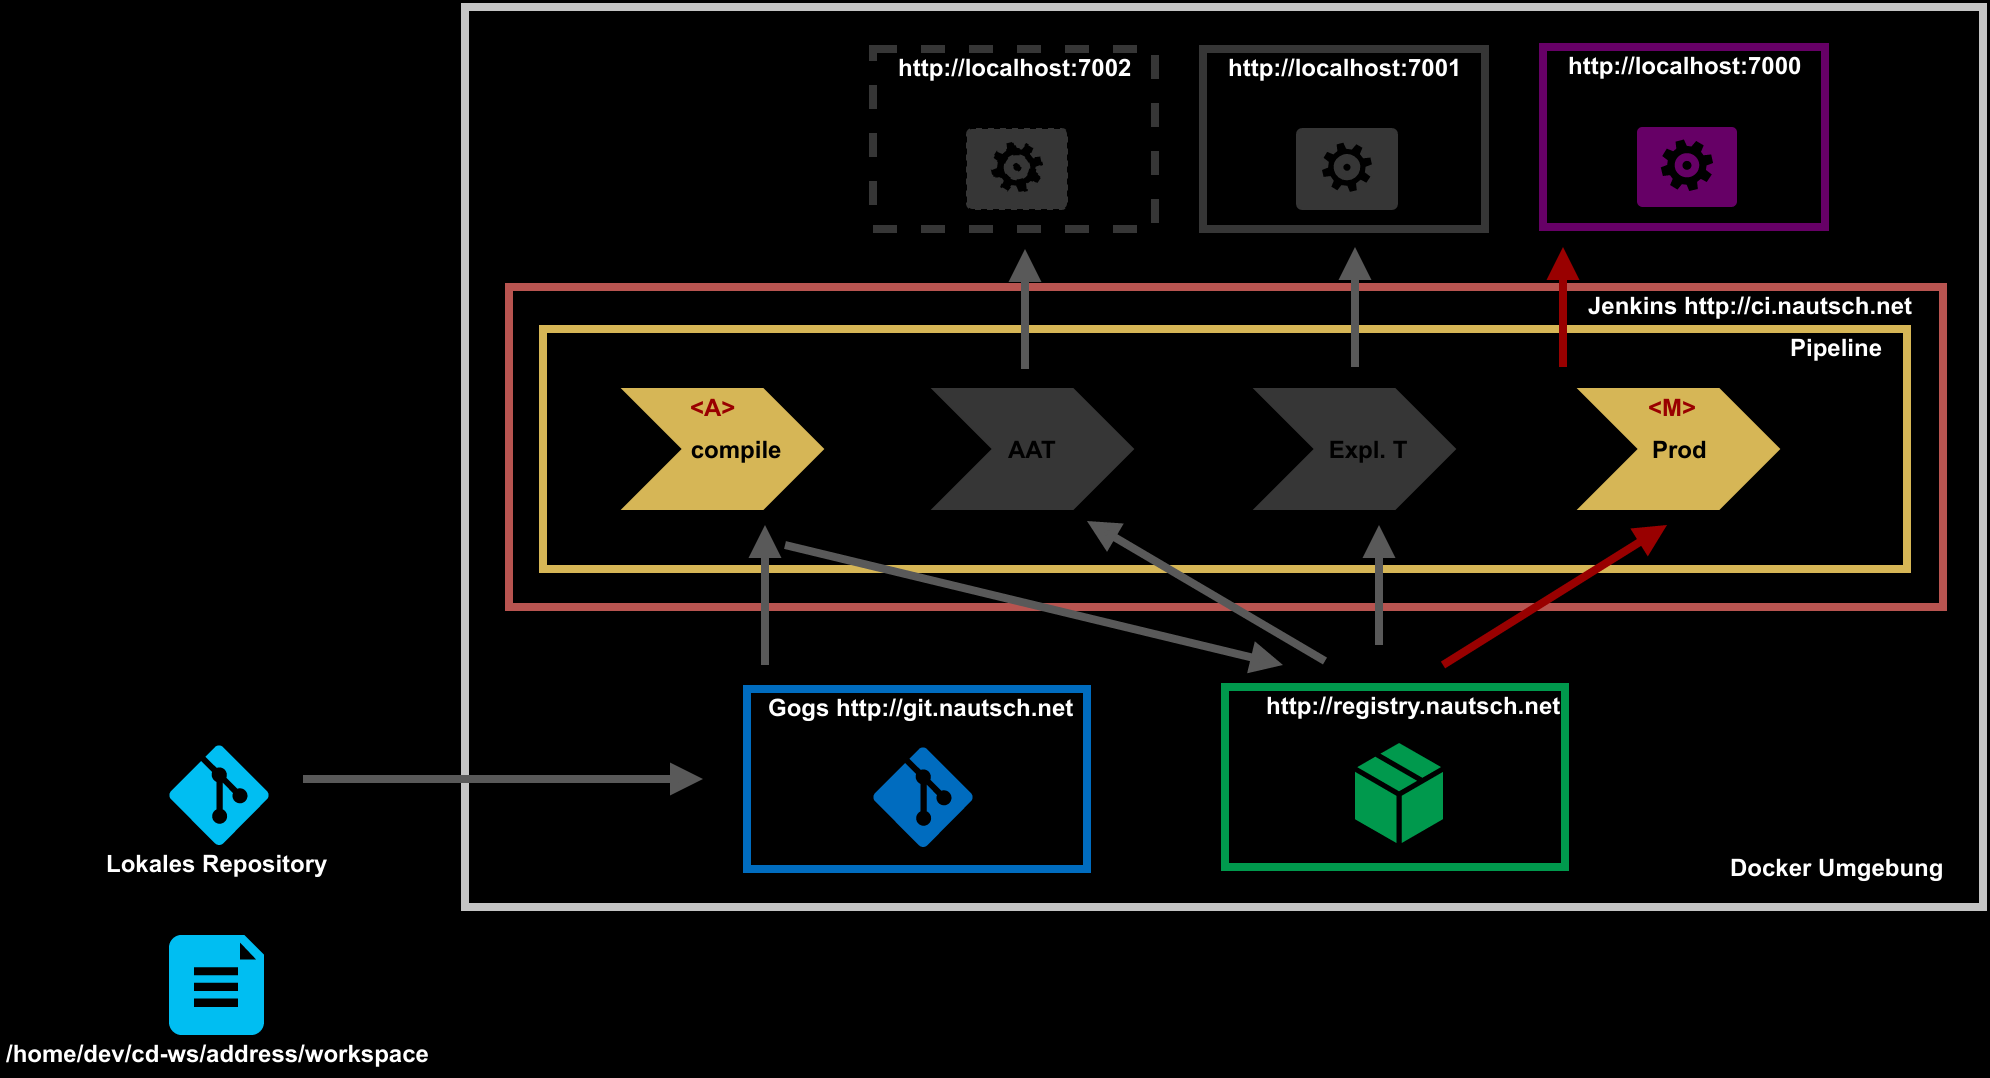 http://localhost:7002
http://localhost:7001
http://localhost:7000
Jenkins http://ci.nautsch.net
Pipeline
<A>
compile
AAT
Expl. T
<M>
Prod
Gogs http://git.nautsch.net
http://registry.nautsch.net
Lokales Repository
Docker Umgebung
/home/dev/cd-ws/address/workspace